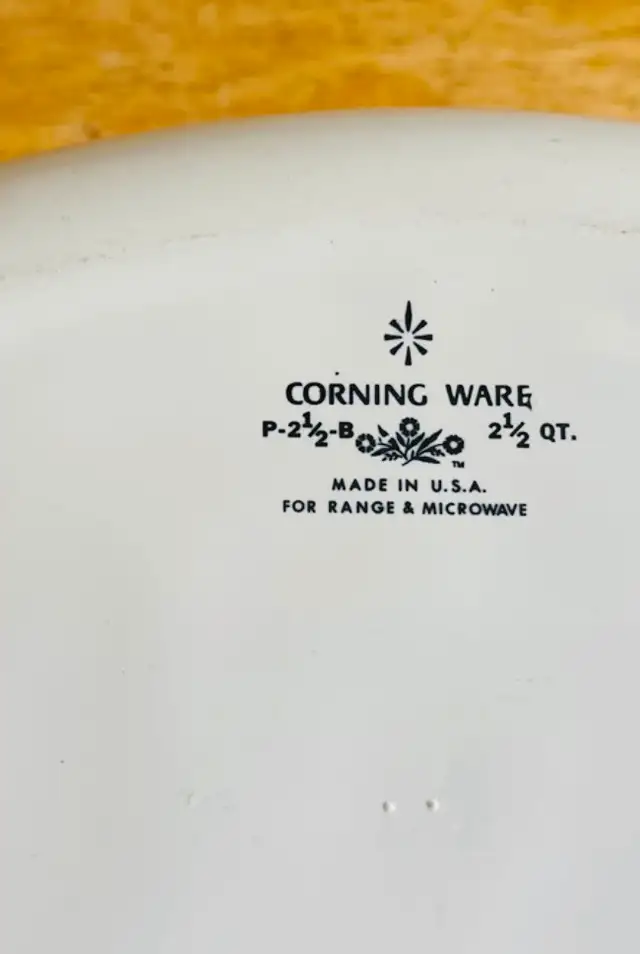 CORNING WARE
P-2½-B 2½ QT.
TM
MADE IN U.S.A.
FOR RANGE & MICROWAVE